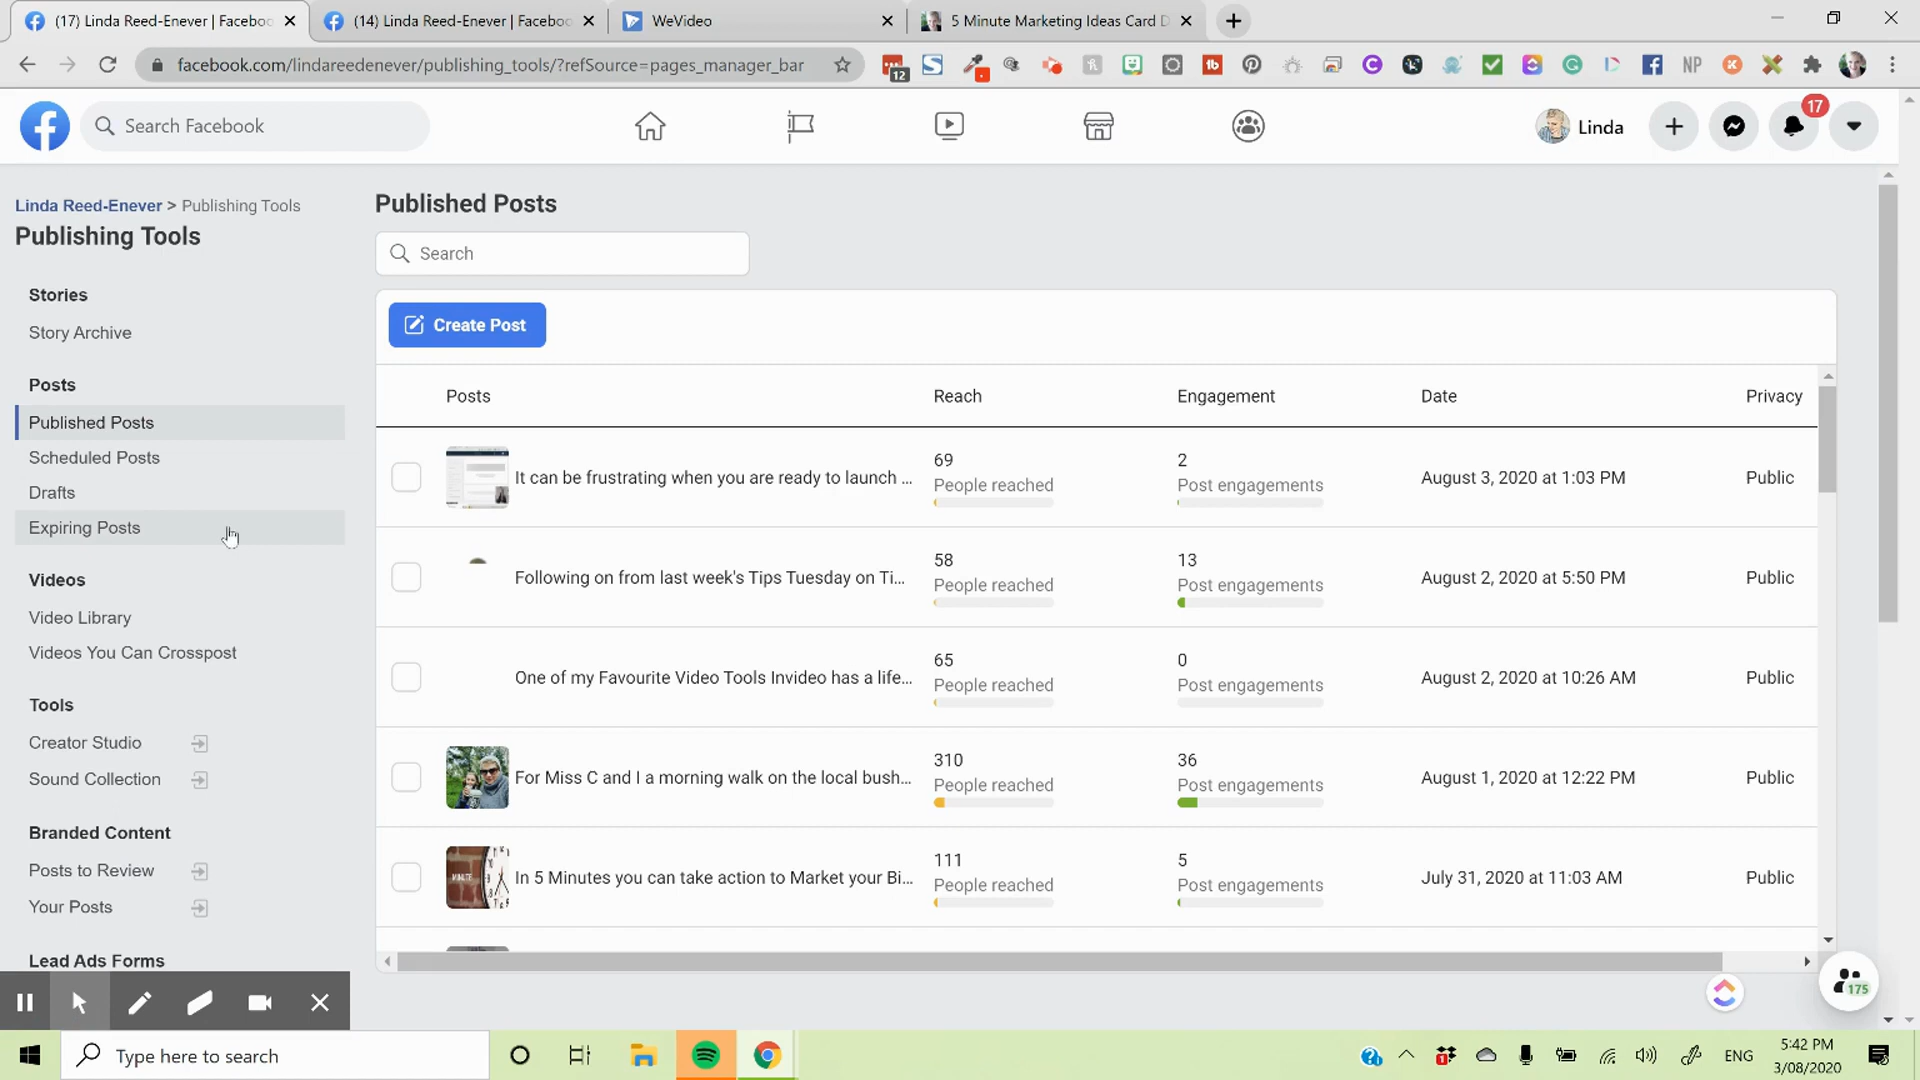 (17) Linda Reed-Enever | Facebo
(14) Linda Reed-Enever | Faceboo
WeVideo
5 Minute Marketing Ideas Card D
facebook.com/lindareedenever/publishing_tools/?refSource=pages_manager_bar
12
NP
Search Facebook
Linda
17
Linda Reed-Enever > Publishing Tools
Publishing Tools
Stories
Story Archive
Posts
Published Posts
Scheduled Posts
Drafts
Expiring Posts
Videos
Video Library
Videos You Can Crosspost
Tools
Creator Studio
Sound Collection
Branded Content
Posts to Review
Your Posts
Lead Ads Forms
Published Posts
Search
Create Post
Posts Reach Engagement Date Privacy
It can be frustrating when you are ready to launch ... 69 People reached 2 Post engagements August 3, 2020 at 1:03 PM Public
Following on from last week's Tips Tuesday on Ti... 58 People reached 13 Post engagements August 2, 2020 at 5:50 PM Public
One of my Favourite Video Tools Invideo has a life... 65 People reached 0 Post engagements August 2, 2020 at 10:26 AM Public
For Miss C and I a morning walk on the local bush... 310 People reached 36 Post engagements August 1, 2020 at 12:22 PM Public
MINUTE
In 5 Minutes you can take action to Market your Bi... 111 People reached 5 Post engagements July 31, 2020 at 11:03 AM Public
175
Type here to search
ENG
5:42 PM
3/08/2020